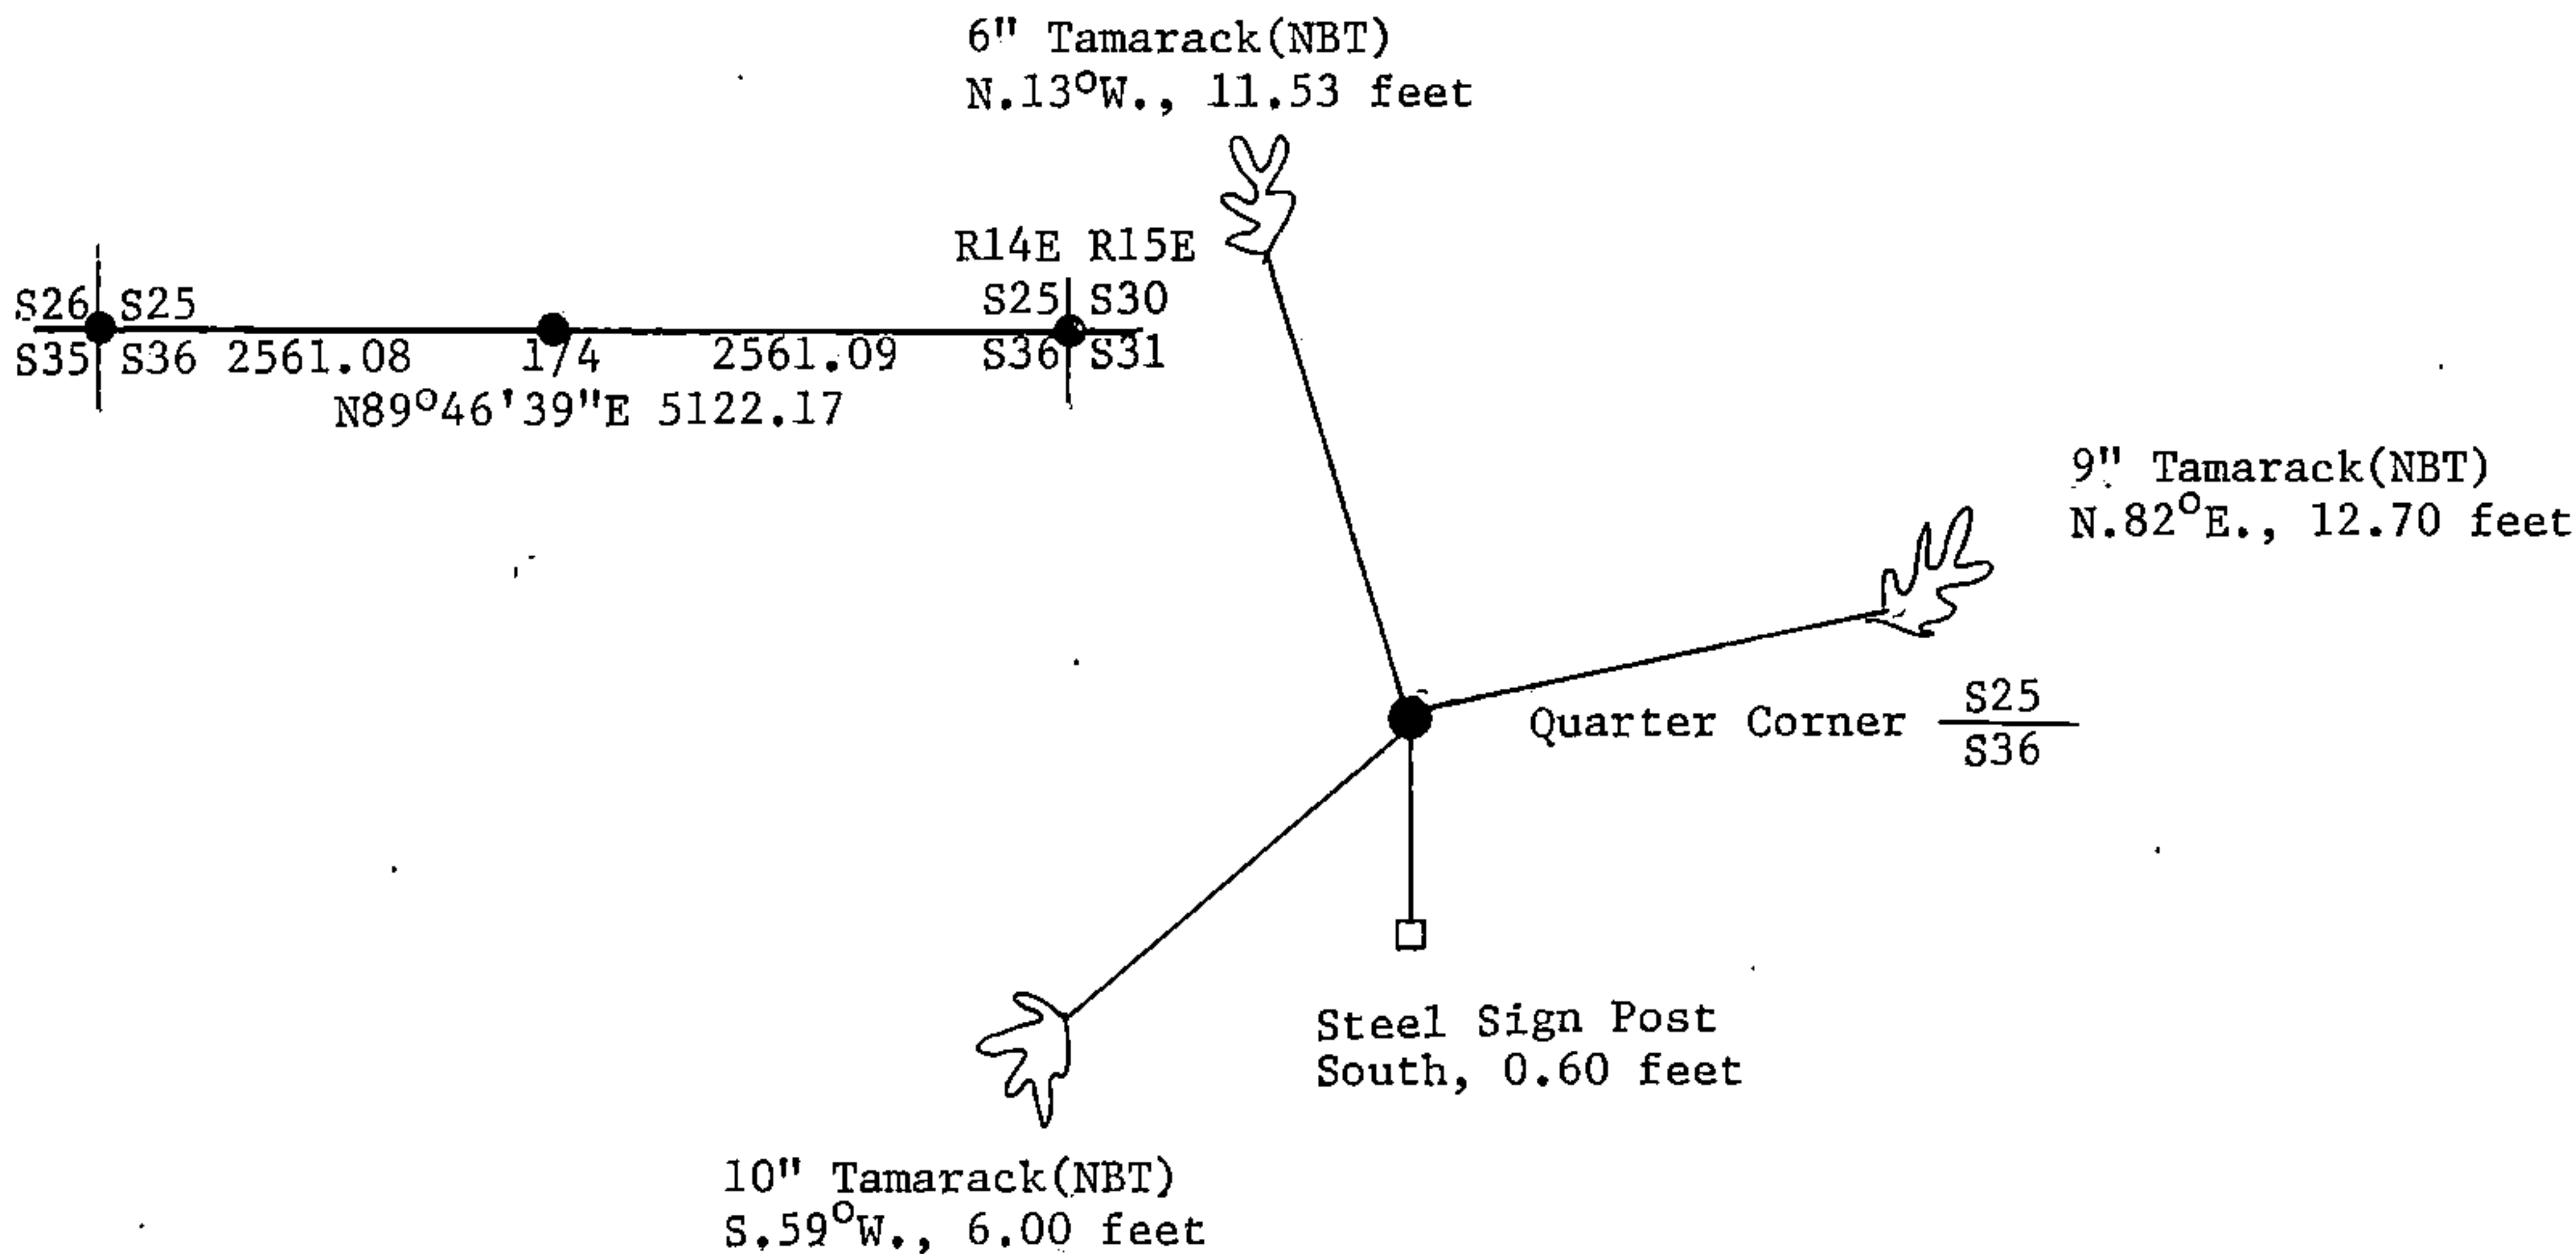 6" Tamarack(NBT)
N.13°W., 11.53 feet
R14E R15E
S26 S25
S25 S30
S35 S36 2561.08 1/4 2561.09 S36 S31
N89°46'39"E 5122.17
9" Tamarack(NBT)
N.82°E., 12.70 feet
Quarter Corner S25
S36
Steel Sign Post
South, 0.60 feet
10" Tamarack(NBT)
S.59°W., 6.00 feet